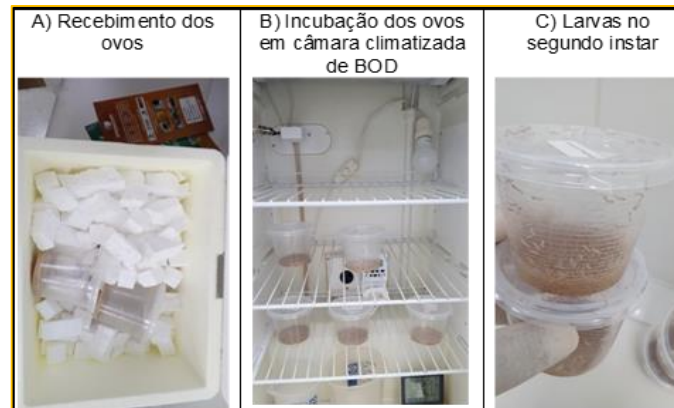 A) Recebimento dos
ovos
B) Incubação dos ovos
em câmara climatizada
de BOD
C) Larvas no
segundo instar